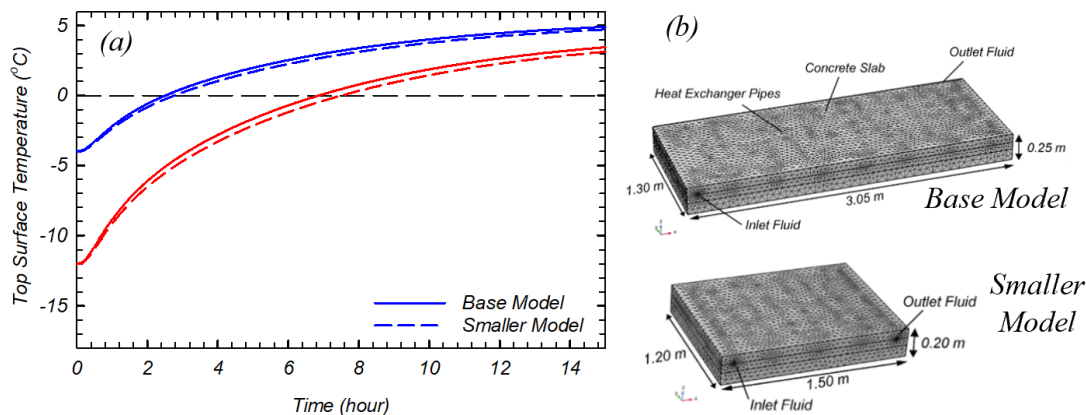 (a)
Top Surface Temperature (°C)
5
0
-5
-10
-15
0 2 4 6 8 10 12 14
Time (hour)
Base Model
Smaller Model
(b)
Outlet Fluid
Concrete Slab
Heat Exchanger Pipes
0.25 m
1.30 m
3.05 m
Inlet Fluid
Base Model
Smaller
Model
Outlet Fluid
0.20 m
1.20 m
1.50 m
Inlet Fluid